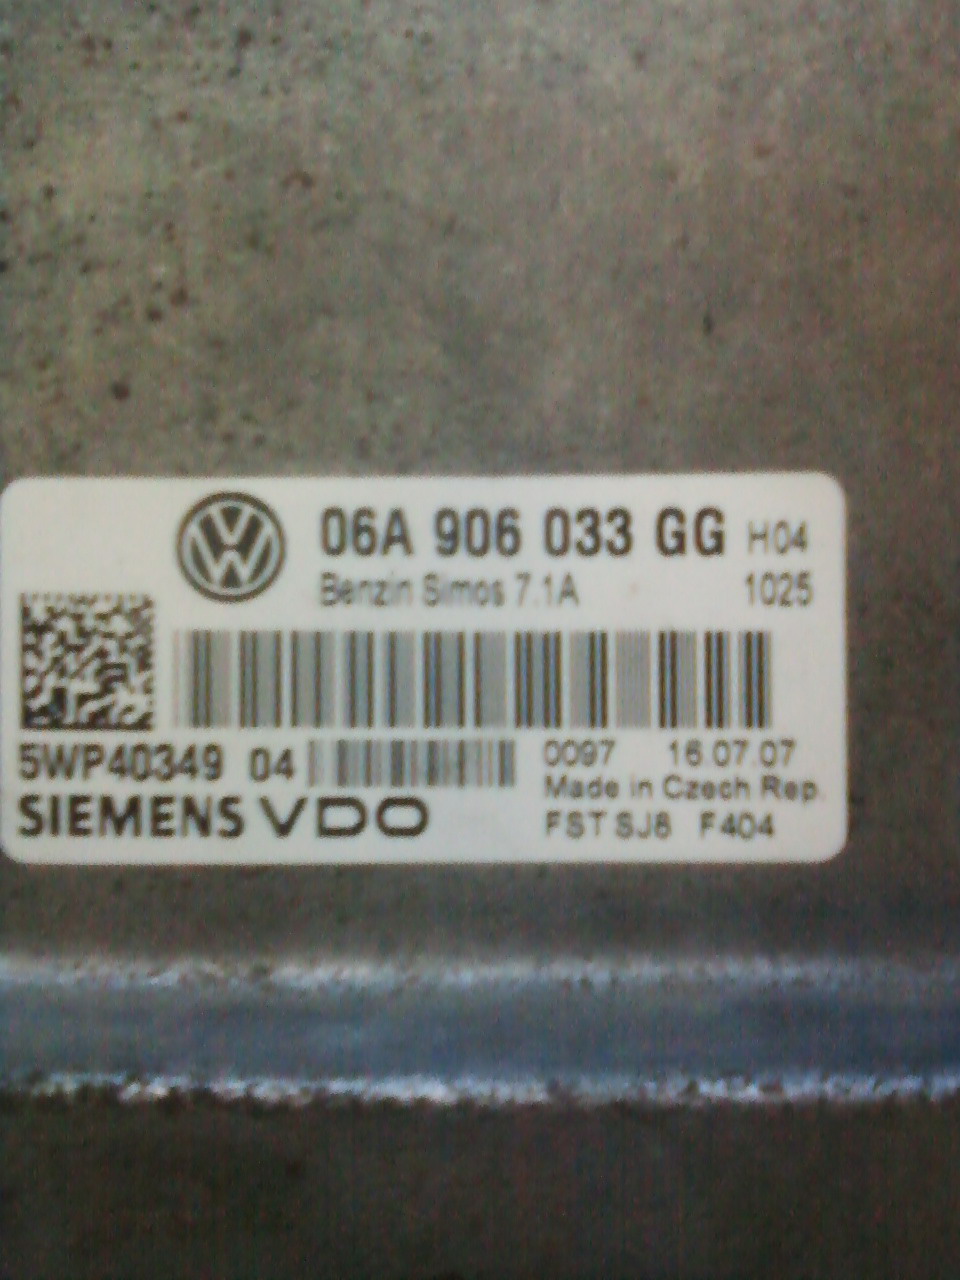 06A 906 033 GG H04
Benzin Simos 7.1A 1025
5WP40349 04
0097 16.07.07
Made in Czech Rep.
SIEMENS VDO
FST SJ8 F404